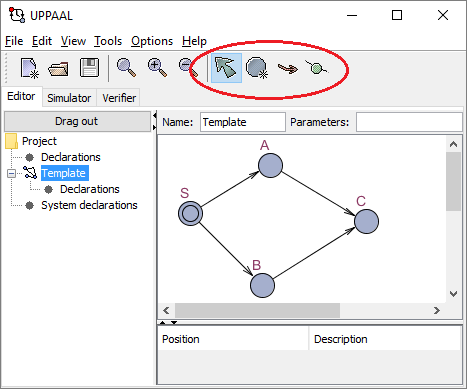 UPPAAL
File Edit View Tools Options Help
Editor Simulator Verifier
Drag out
Name: Template Parameters:
Project
Declarations
Template
Declarations
System declarations
A
S
C
B
Position Description